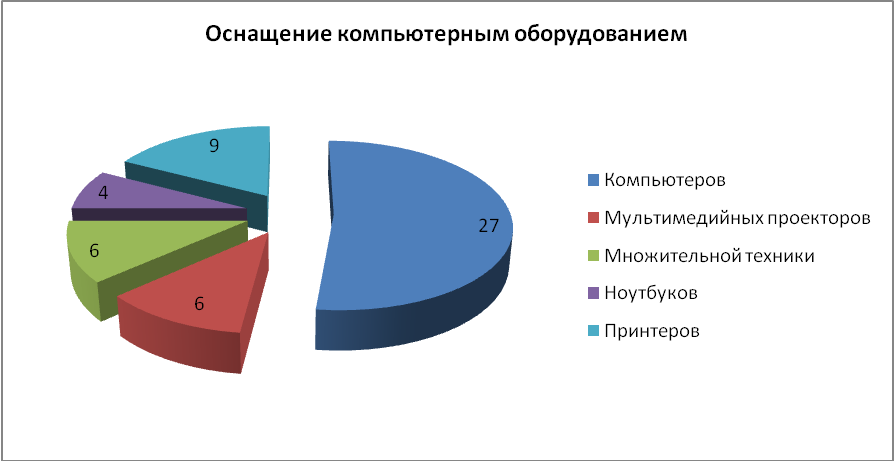 Оснащение компьютерным оборудованием
9
4
27
6
6
Компьютеров
Мультимедийных проекторов
Множительной техники
Ноутбуков
Принтеров